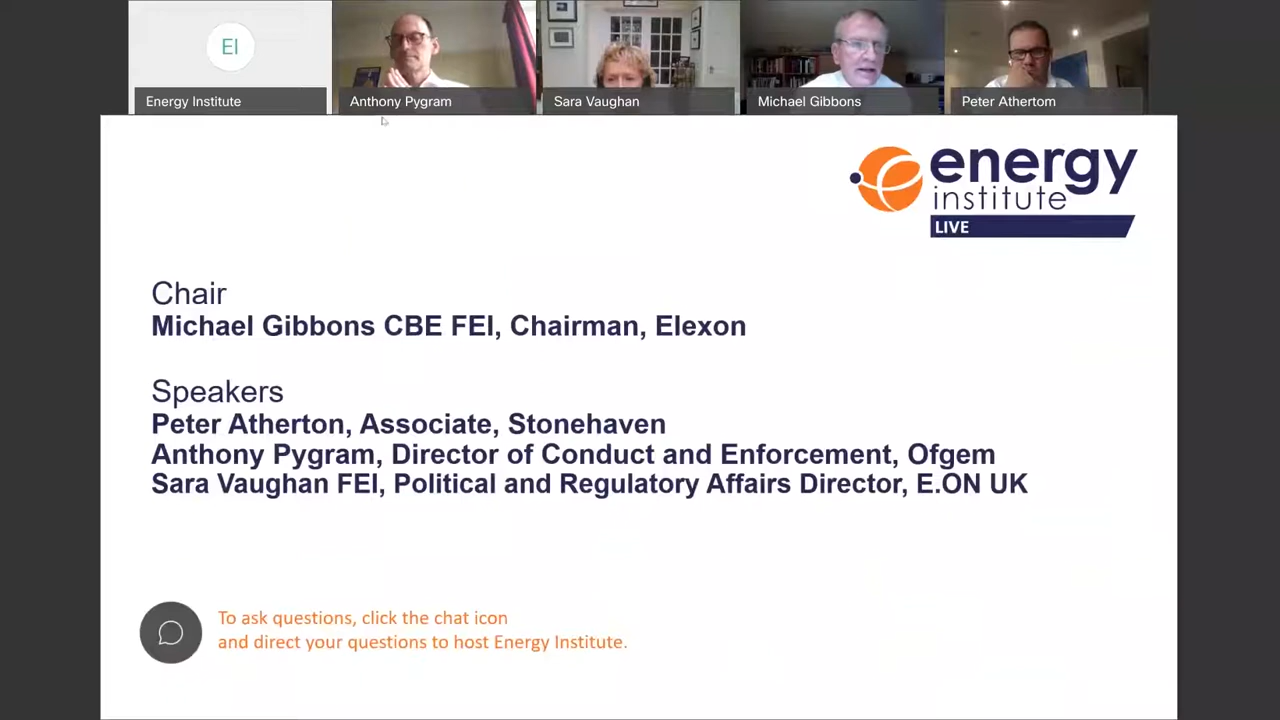 EI
Energy Institute
Anthony Pygram
Sara Vaughan
Michael Gibbons
Peter Athertom
energy
institute
LIVE
Chair
Michael Gibbons CBE FEI, Chairman, Elexon
Speakers
Peter Atherton, Associate, Stonehaven
Anthony Pygram, Director of Conduct and Enforcement, Ofgem
Sara Vaughan FEI, Political and Regulatory Affairs Director, E.ON UK
To ask questions, click the chat icon
and direct your questions to host Energy Institute.